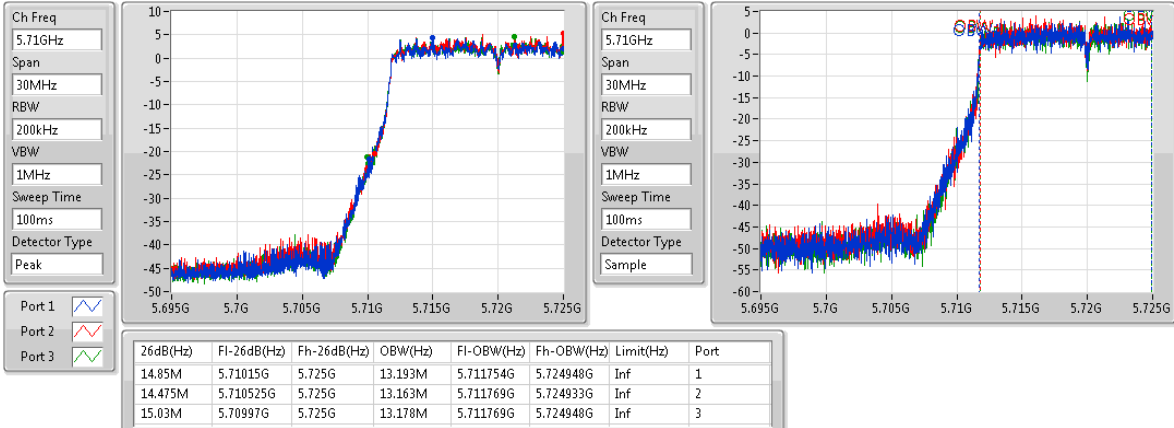 Ch Freq
5.71GHz
Span
30MHz
RBW
200kHz
VBW
1MHz
Sweep Time
100ms
Detector Type
Peak
Port 1
Port 2
Port 3
10-
5-
0-
-5-
-10-
-15-
-20-
-25-
-30-
-35-
-40-
-45-
-50-
5.695G 5.7G 5.705G 5.71G 5.715G 5.72G 5.725G
Ch Freq
5.71GHz
Span
30MHz
RBW
200kHz
VBW
1MHz
Sweep Time
100ms
Detector Type
Sample
5-
0-
-5-
-10-
-15-
-20-
-25-
-30-
-35-
-40-
-45-
-50-
-55-
-60-
OBW
5.695G 5.7G 5.705G 5.71G 5.715G 5.72G 5.725G
26dB(Hz) Fl-26dB(Hz) Fh-26dB(Hz) OBW(Hz) Fl-OBW(Hz) Fh-OBW(Hz) Limit(Hz) Port
14.85M 5.71015G 5.725G 13.193M 5.711754G 5.724948G Inf 1
14.475M 5.710525G 5.725G 13.163M 5.711769G 5.724933G Inf 2
15.03M 5.70997G 5.725G 13.178M 5.711769G 5.724948G Inf 3